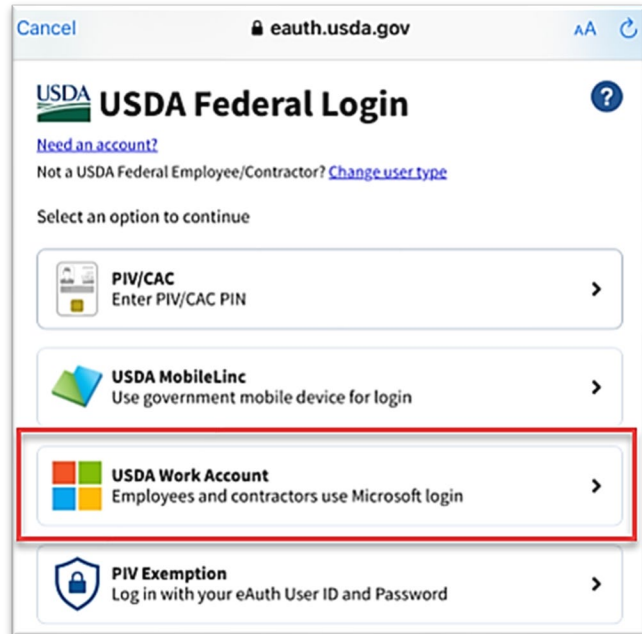 Cancel eauth.usda.gov AA
USDA USDA Federal Login ?
Need an account?
Not a USDA Federal Employee/Contractor? Change user type
Select an option to continue
PIV/CAC
Enter PIV/CAC PIN
USDA MobileLinc
Use government mobile device for login
USDA Work Account
Employees and contractors use Microsoft login
PIV Exemption
Log in with your eAuth User ID and Password